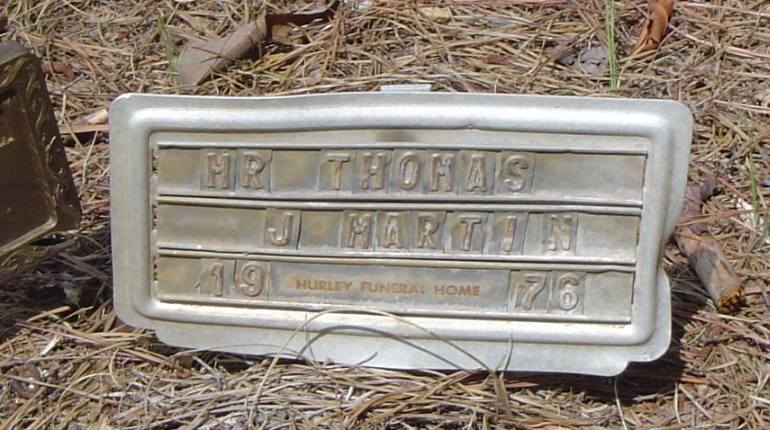 MR THOMAS
J MARTIN
19 HURLEY FUNERAL HOME 76